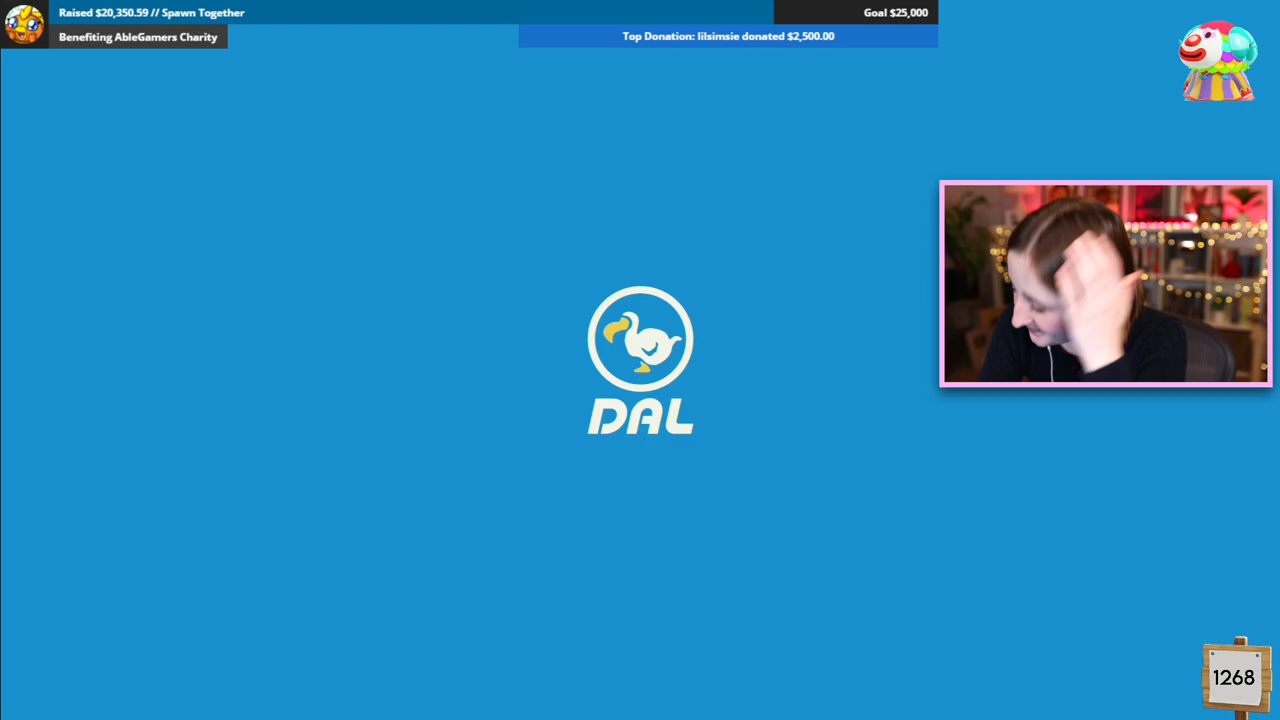 Raised $20,350.59 // Spawn Together
Goal $25,000
Benefiting AbleGamers Charity
Top Donation: lilsimsie donated $2,500.00
DAL
1268